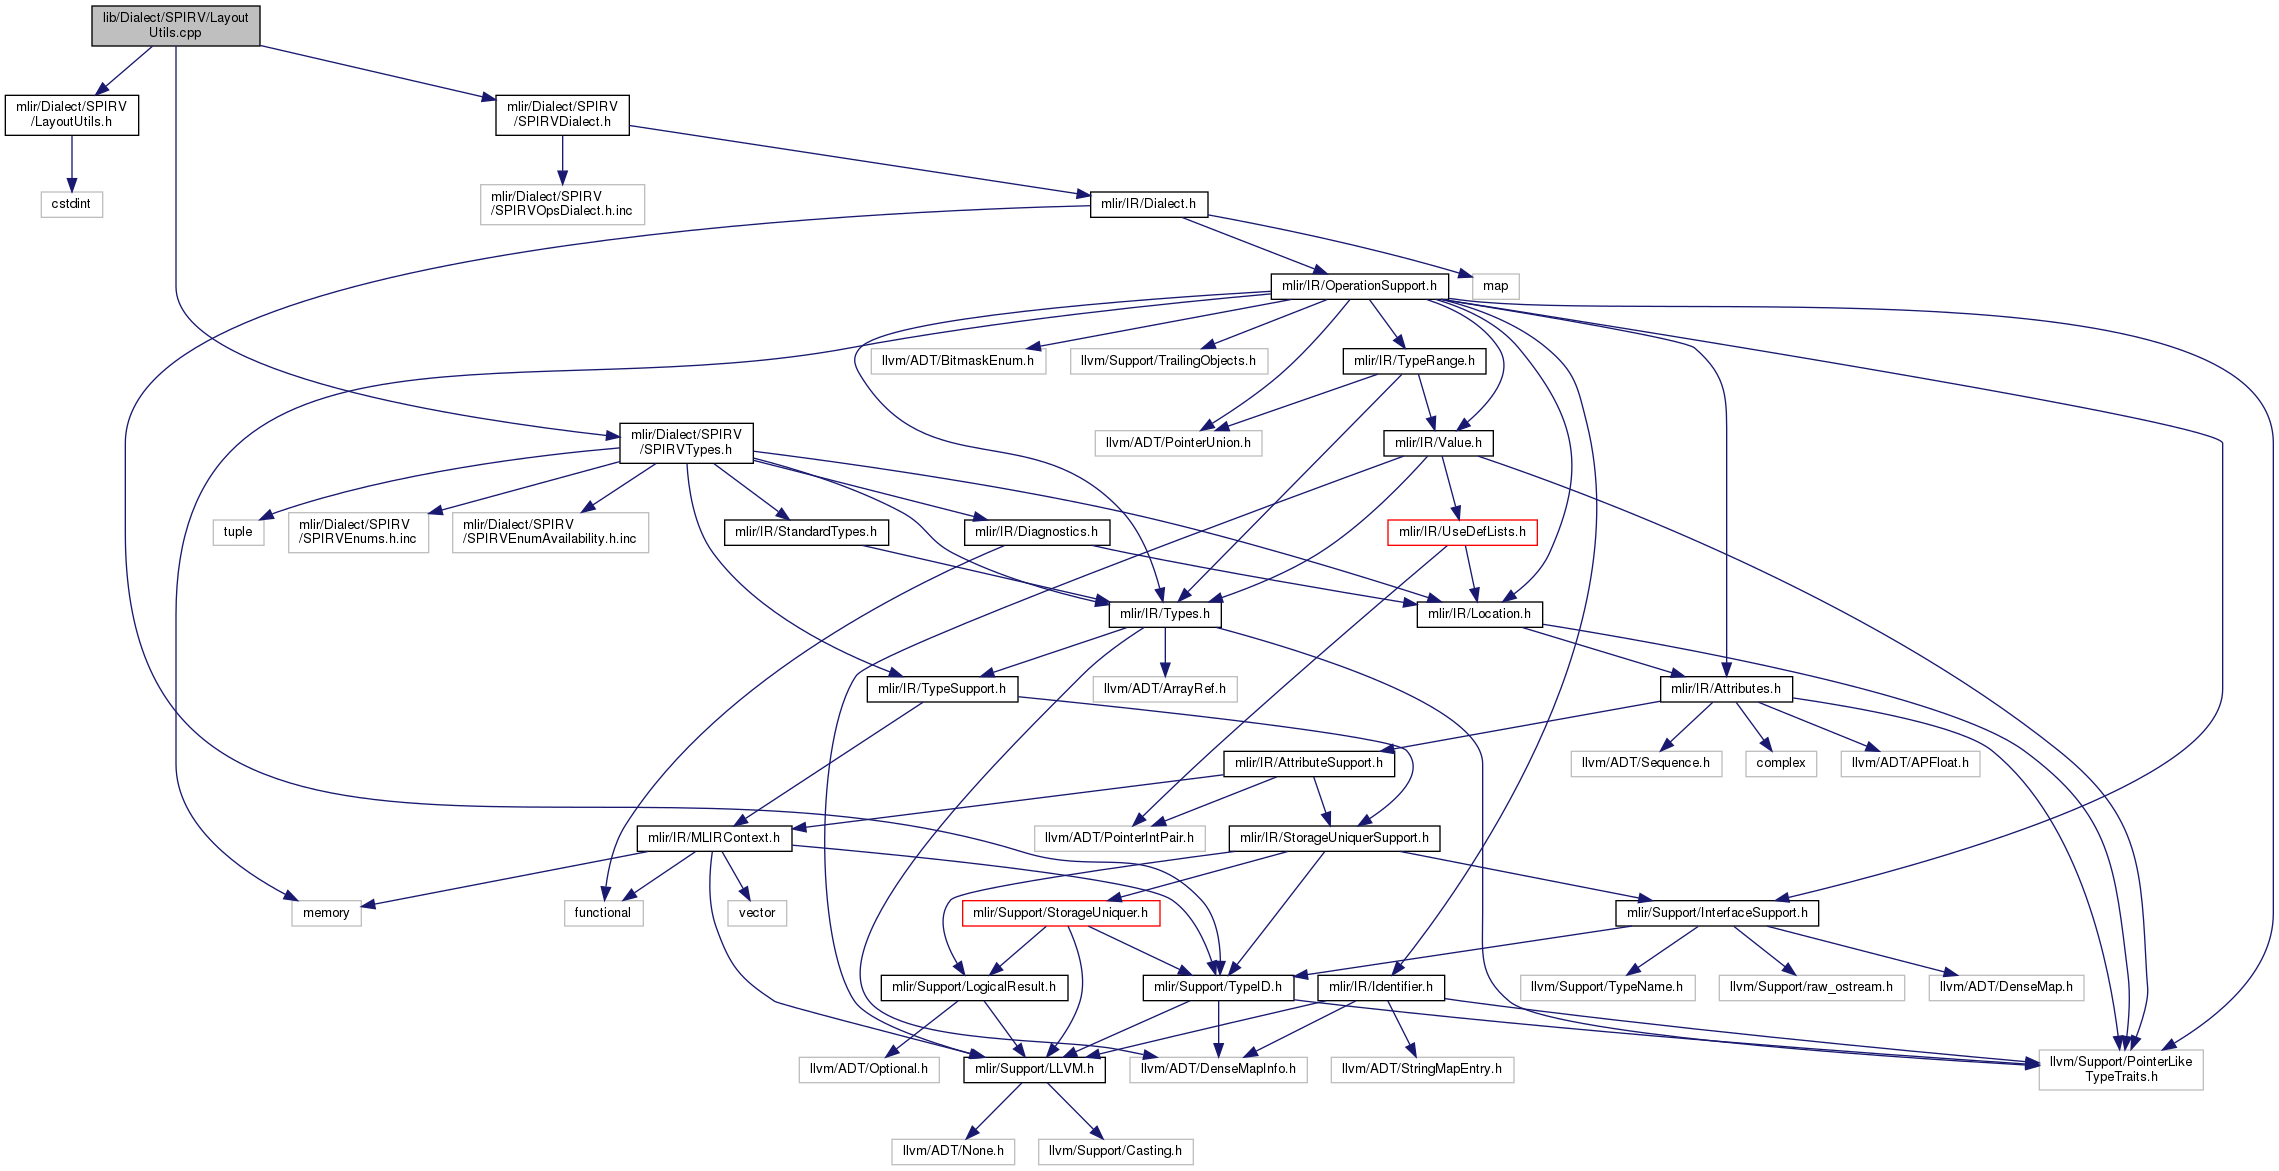 lib/Dialect/SPIRV/Layout
Utils.cpp
mlir/Dialect/SPIRV
/LayoutUtils.h
mlir/Dialect/SPIRV
/SPIRVDialect.h
cstdint
mlir/Dialect/SPIRV
/SPIRVOpsDialect.h.inc
mlir/IR/Dialect.h
mlir/IR/OperationSupport.h
map
llvm/ADT/BitmaskEnum.h
llvm/Support/TrailingObjects.h
mlir/IR/TypeRange.h
mlir/Dialect/SPIRV
/SPIRVTypes.h
llvm/ADT/PointerUnion.h
mlir/IR/Value.h
tuple
mlir/Dialect/SPIRV
/SPIRVEnums.h.inc
mlir/Dialect/SPIRV
/SPIRVEnumAvailability.h.inc
mlir/IR/StandardTypes.h
mlir/IR/Diagnostics.h
mlir/IR/UseDefLists.h
mlir/IR/Types.h
mlir/IR/Location.h
mlir/IR/TypeSupport.h
llvm/ADT/ArrayRef.h
mlir/IR/Attributes.h
mlir/IR/AttributeSupport.h
llvm/ADT/Sequence.h
complex
llvm/ADT/APFloat.h
mlir/IR/MLIRContext.h
llvm/ADT/PointerIntPair.h
mlir/IR/StorageUniquerSupport.h
memory
functional
vector
mlir/Support/StorageUniquer.h
mlir/Support/InterfaceSupport.h
mlir/Support/LogicalResult.h
mlir/Support/TypeID.h
mlir/IR/Identifier.h
llvm/Support/TypeName.h
llvm/Support/raw_ostream.h
llvm/ADT/DenseMap.h
llvm/ADT/Optional.h
mlir/Support/LLVM.h
llvm/ADT/DenseMapInfo.h
llvm/ADT/StringMapEntry.h
llvm/Support/PointerLike
TypeTraits.h
llvm/ADT/None.h
llvm/Support/Casting.h